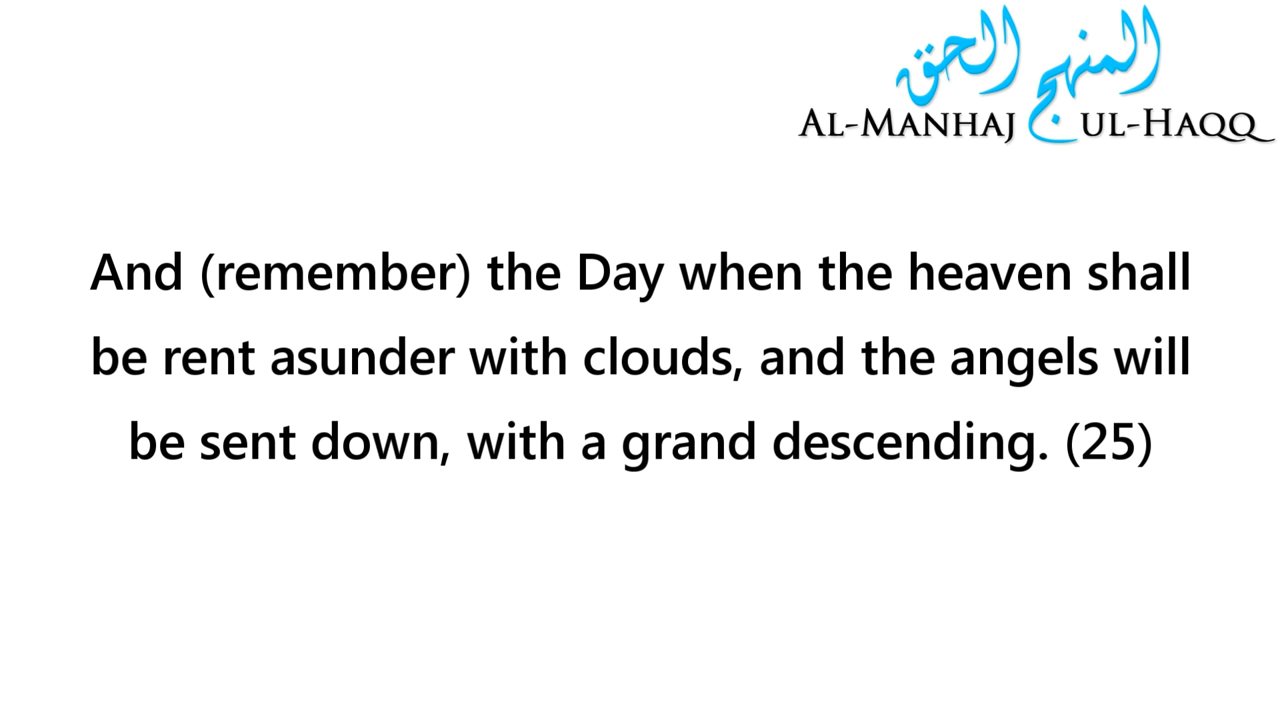 المنهج الحق
AL-MANHAJ UL-HAQQ
And (remember) the Day when the heaven shall
be rent asunder with clouds, and the angels will
be sent down, with a grand descending. (25)